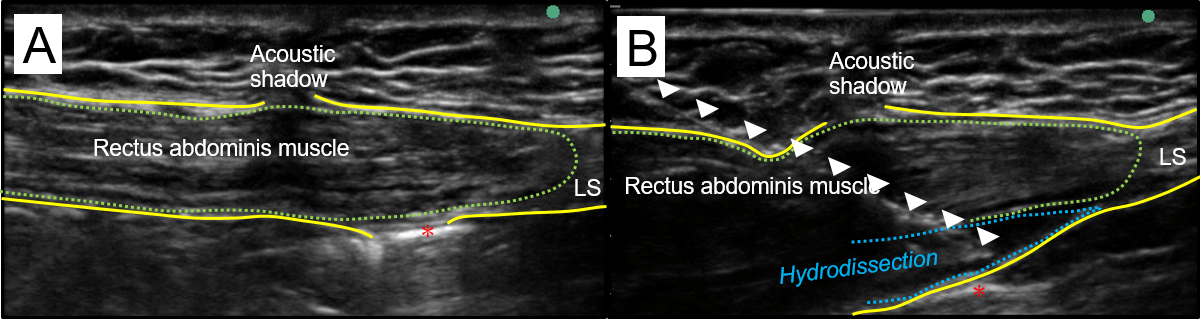 A
Acoustic
shadow
Rectus abdominis muscle
LS
*
B
Acoustic
shadow
Rectus abdominis muscle
LS
Hydrodissection
*